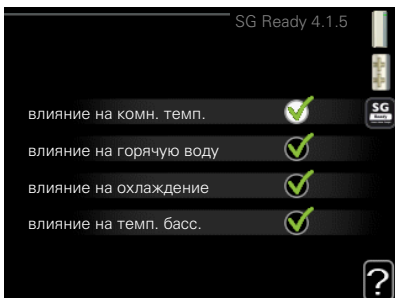 SG Ready 4.1.5
SG
Ready
влияние на комн. темп.
влияние на горячую воду
влияние на охлаждение
влияние на темп. басс.
?